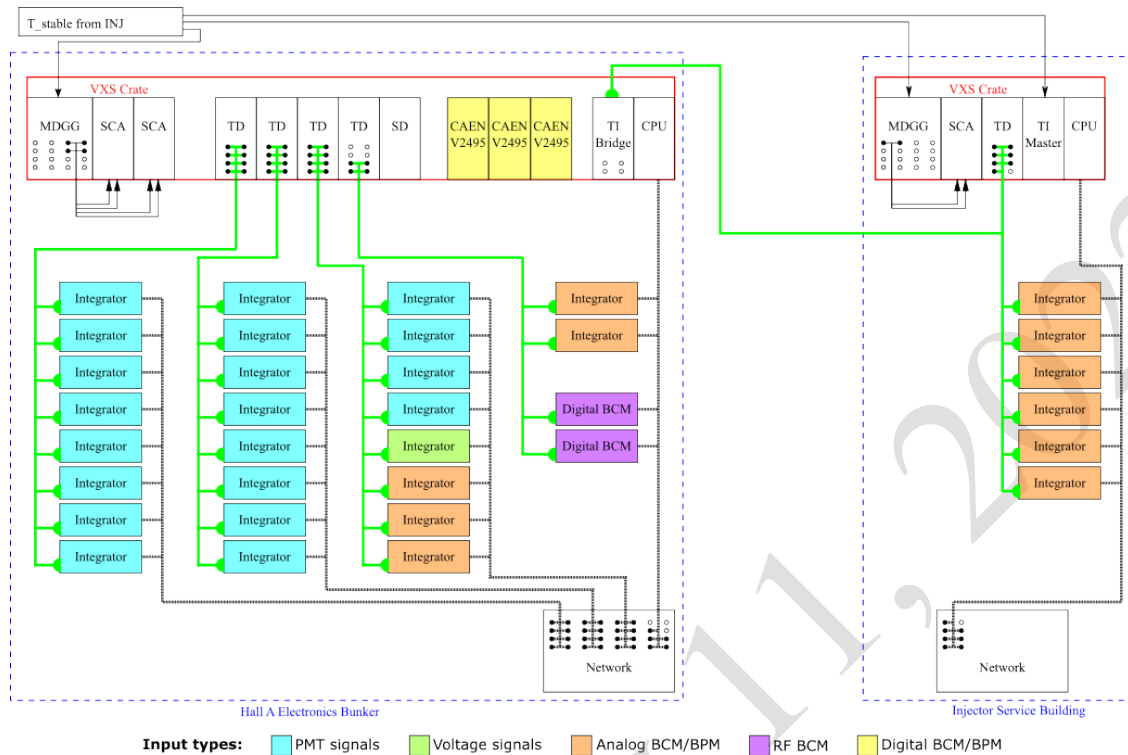 T_stable from INJ
VXS Crate
MDGG SCA SCA TD TD TD TD SD CAEN V2495 CAEN V2495 CAEN V2495 TI Bridge CPU
VXS Crate
MDGG SCA TD TI Master CPU
Integrator Integrator Integrator Integrator Integrator
Integrator Integrator Integrator Integrator Integrator
Integrator Integrator Integrator Integrator
Integrator Integrator Integrator Digital BCM Integrator
Integrator Integrator Integrator Digital BCM Integrator
Integrator Integrator Integrator Integrator
Integrator Integrator Integrator
Integrator Integrator Integrator
Network Network
Hall A Electronics Bunker Injector Service Building
Input types: PMT signals Voltage signals Analog BCM/BPM RF BCM Digital BCM/BPM
11, 202